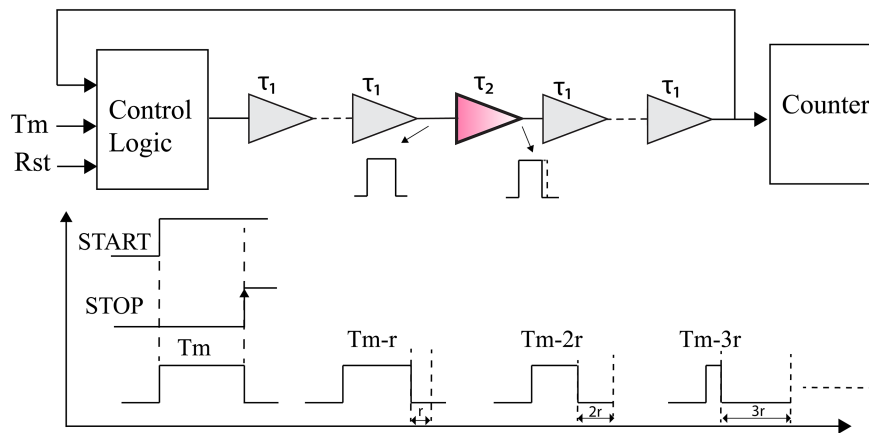 τ1 τ1 τ2 τ1 τ1
Control
Logic
Counter
Tm
Rst
START
STOP
Tm Tm-r Tm-2r Tm-3r
r 2r 3r